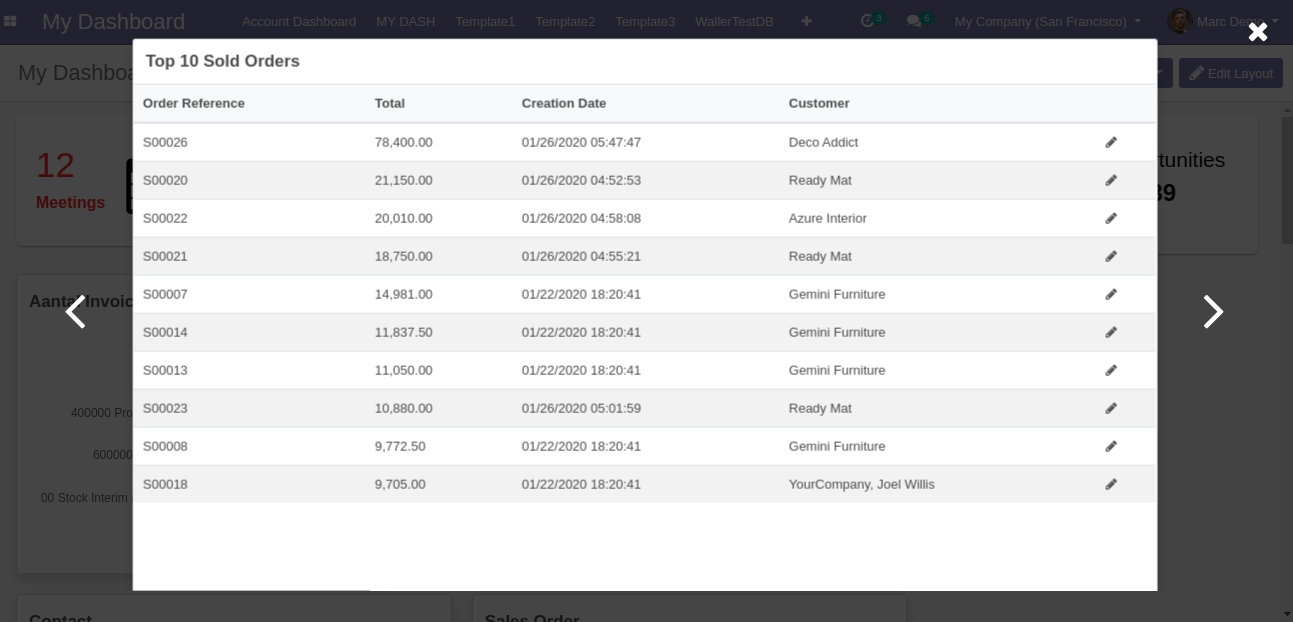 My Dashboard Account Dashboard MY DASH Template1 Template2 Template3 WallerTestDB 3 6 My Company (San Francisco) Marc
My Edit Layout
Top 10 Sold Orders
Order Reference Total Creation Date Customer
S00026 78,400.00 01/26/2020 05:47:47 Deco Addict
S00020 21,150.00 01/26/2020 04:52:53 Ready Mat
S00022 20,010.00 01/26/2020 04:58:08 Azure Interior
S00021 18,750.00 01/26/2020 04:55:21 Ready Mat
S00007 14,981.00 01/22/2020 18:20:41 Gemini Furniture
S00014 11,837.50 01/22/2020 18:20:41 Gemini Furniture
S00013 11,050.00 01/22/2020 18:20:41 Gemini Furniture
S00023 10,880.00 01/26/2020 05:01:59 Ready Mat
S00008 9,772.50 01/22/2020 18:20:41 Gemini Furniture
S00018 9,705.00 01/22/2020 18:20:41 YourCompany, Joel Willis
12
Meetings
400000
00 Stock Interim
Contact
Sales Order